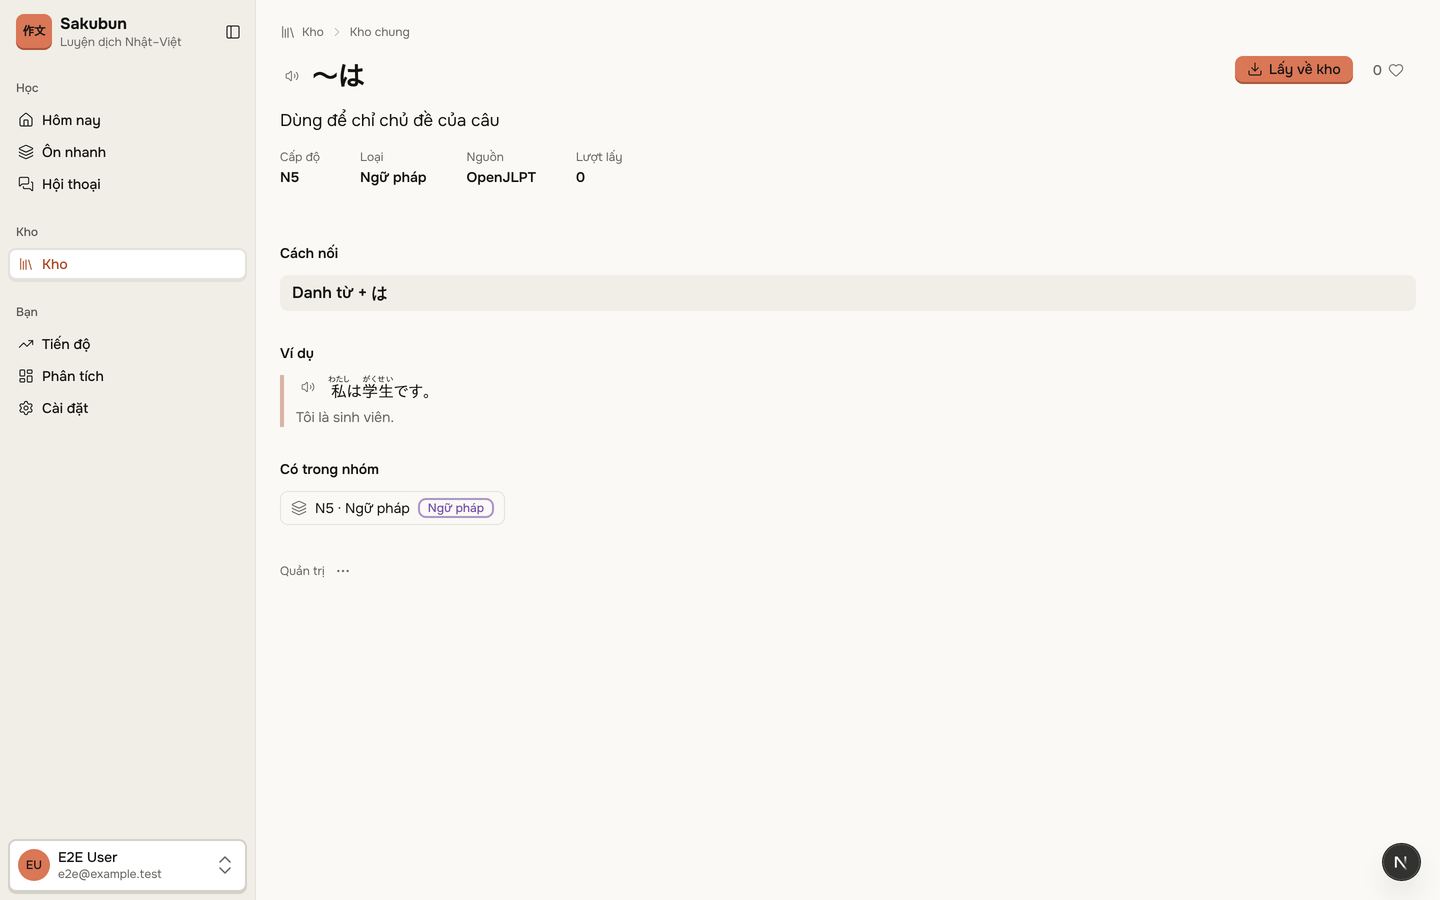 作文
Sakubun
Luyện dịch Nhật–Việt
Học
Hôm nay
Ôn nhanh
Hội thoại
Kho
Kho
Bạn
Tiến độ
Phân tích
Cài đặt
EU
E2E User
e2e@example.test
Kho
Kho chung
〜は
Lấy về kho
0
Dùng để chỉ chủ đề của câu
Cấp độ
Loại
Nguồn
Lượt lấy
N5
Ngữ pháp
OpenJLPT
0
Cách nối
Danh từ + は
Ví dụ
わたし がくせい
私は学生です。
Tôi là sinh viên.
Có trong nhóm
N5 · Ngữ pháp
Ngữ pháp
Quản trị
N